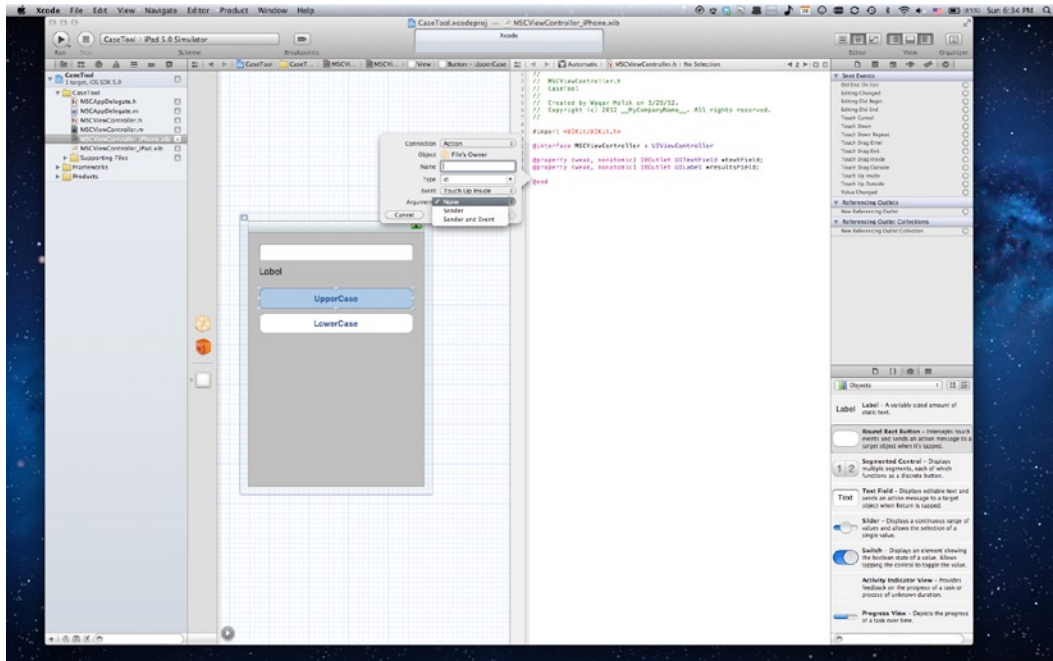 Xcode File Edit View Navigate Editor Product Window Help
Sun 6:34 PM
CaseTool.xcodeproj — MSCViewController_iPhone.xib
CaseTool iPad 5.0 Simulator
Xcode
Run Stop Scheme Breakpoints Editor View Organizer
CaseTool CaseT... MSCVi... MSCVi... View Button - UpperCase
Automatic MSCViewController.h No Selection
2
CaseTool
1 target, iOS SDK 5.0
CaseTool
MSCAppDelegate.h
MSCAppDelegate.m
MSCViewController.h
MSCViewController.m
MSCViewController_iPhone.xib
MSCViewController_iPad.xib
Supporting Files
Frameworks
Products
Connection Action
Object File's Owner
Name
Type id
Event Touch Up Inside
Argument None
Sender
Sender and Event
Cancel
Label
UpperCase
LowerCase
//
// MSCViewController.h
// CaseTool
//
// Created by Waqar Malik on 1/29/12.
// Copyright (c) 2012 __MyCompanyName__. All rights reserved.
//
#import <UIKit/UIKit.h>
@interface MSCViewController : UIViewController
@property (weak, nonatomic) IBOutlet UITextField *textField;
@property (weak, nonatomic) IBOutlet UILabel *resultsField;
@end
Sent Events
Did End On Exit
Editing Changed
Editing Did Begin
Editing Did End
Touch Cancel
Touch Down
Touch Down Repeat
Touch Drag Enter
Touch Drag Exit
Touch Drag Inside
Touch Drag Outside
Touch Up Inside
Touch Up Outside
Value Changed
Referencing Outlets
New Referencing Outlet
Referencing Outlet Collections
New Referencing Outlet Collection
Objects
Label Label - A variably sized amount of
static text.
Round Rect Button - Intercepts touch
events and sends an action message to a
target object when it's tapped.
1 2 Segmented Control - Displays
multiple segments, each of which
functions as a discrete button.
Text Text Field - Displays editable text and
sends an action message to a target
object when Return is tapped.
Slider - Displays a continuous range of
values and allows the selection of a
single value.
Switch - Displays an element showing
the boolean state of a value. Allows
tapping the control to toggle the value.
Activity Indicator View - Provides
feedback on the progress of a task or
process of unknown duration.
Progress View - Depicts the progress
of a task over time.